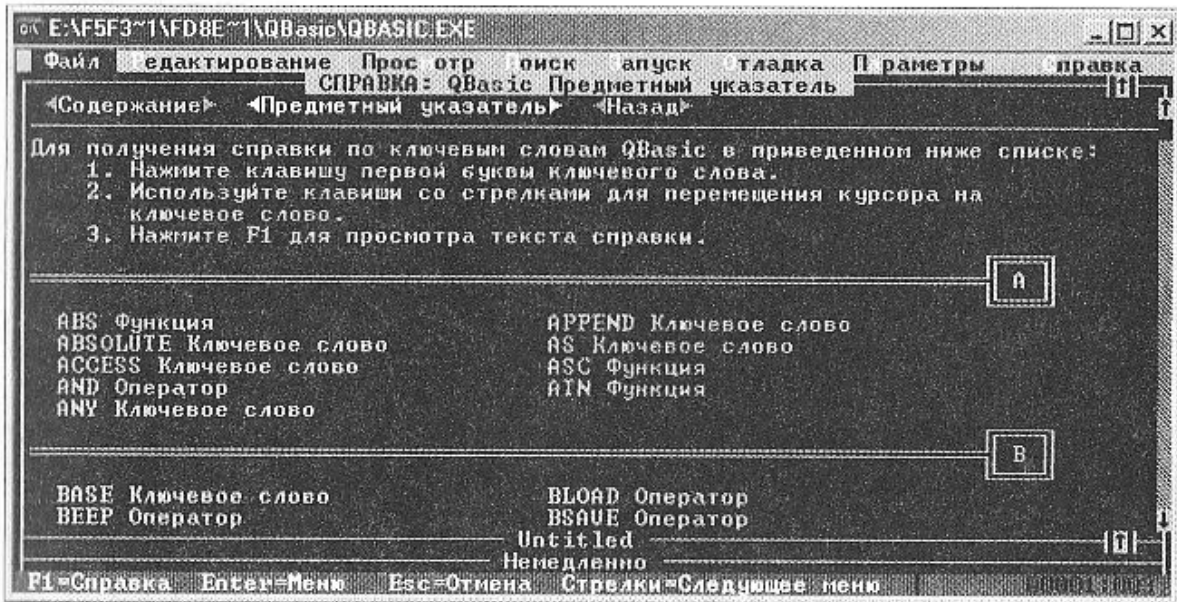 E:\F5F3~1\FD8E~1\QBasic\QBASIC.EXE
Файл едактирование Прос отр оиск апуск тладка П раметры правка
СПРАВКА: QBasic Предметный указатель
◄Содержание► ◄Предметный указатель► ◄Назад►
Для получения справки по ключевым словам QBasic в приведенном ниже списке:
1. Нажмите клавишу первой буквы ключевого слова.
2. Используйте клавиши со стрелками для перемещения курсора на
ключевое слово.
3. Нажмите F1 для просмотра текста справки.
A
ABS Функция APPEND Ключевое слово
ABSOLUTE Ключевое слово AS Ключевое слово
ACCESS Ключевое слово ASC Функция
AND Оператор AIN Функция
ANY Ключевое слово
B
BASE Ключевое слово BLOAD Оператор
BEEP Оператор BSAVE Оператор
Untitled
Немедленно
F1=Справка Enter=Меню Esc=Отмена Стрелки=Следующее меню